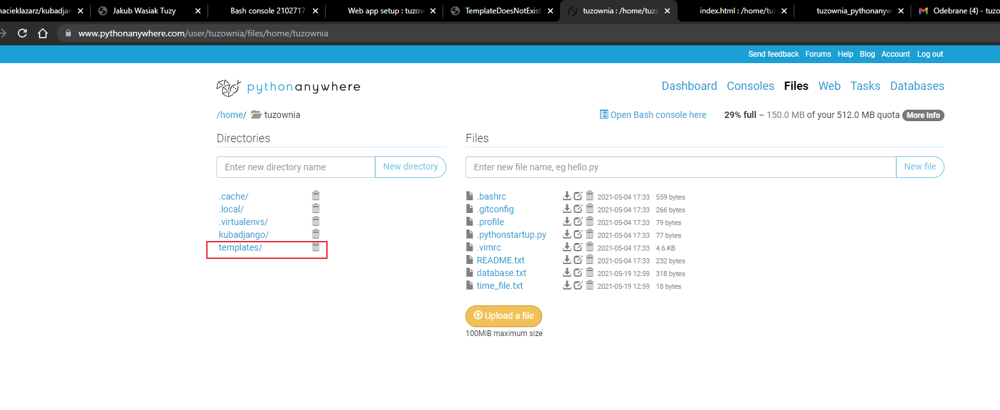 nacieklazarz/kubadjan Jakub Wasiak Tuzy Bash console 2102717 Web app setup : tuzow TemplateDoesNotExist tuzownia : /home/tuzo index.html : /home/tuz tuzownia_pythonanyw Odebrane (4) - tuzo
www.pythonanywhere.com/user/tuzownia/files/home/tuzownia
Send feedback Forums Help Blog Account Log out
pythonanywhere
Dashboard Consoles Files Web Tasks Databases
/home/ tuzownia
Open Bash console here 29% full – 150.0 MB of your 512.0 MB quota More Info
Directories
Enter new directory name New directory
.cache/
.local/
.virtualenvs/
kubadjango/
templates/
Files
Enter new file name, eg hello.py New file
.bashrc 2021-05-04 17:33 559 bytes
.gitconfig 2021-05-04 17:33 266 bytes
.profile 2021-05-04 17:33 79 bytes
.pythonstartup.py 2021-05-04 17:33 77 bytes
.vimrc 2021-05-04 17:33 4.6 KB
README.txt 2021-05-04 17:33 232 bytes
database.txt 2021-05-19 12:59 318 bytes
time_file.txt 2021-05-19 12:59 18 bytes
Upload a file
100MiB maximum size